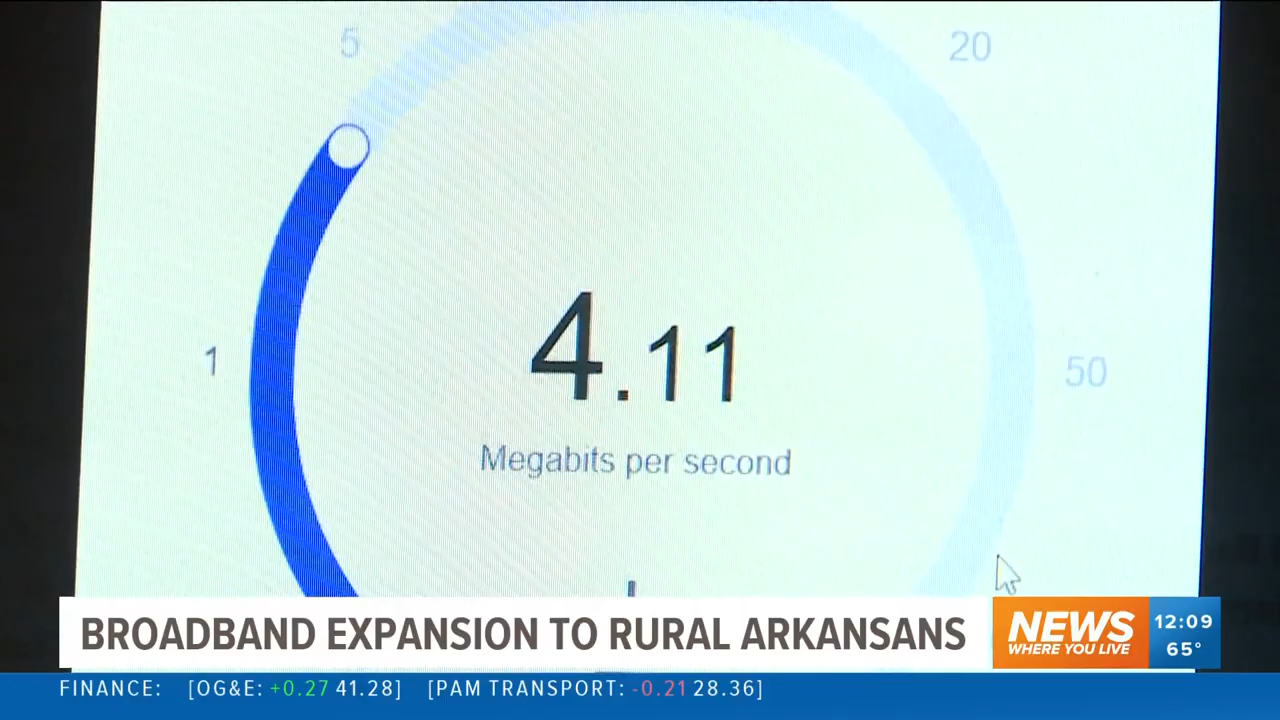 5
20
4.11
1
50
Megabits per second
BROADBAND EXPANSION TO RURAL ARKANSANS
NEWS
WHERE YOU LIVE
12:09
65°
FINANCE: [OG&E: +0.27 41.28] [PAM TRANSPORT: -0.21 28.36]